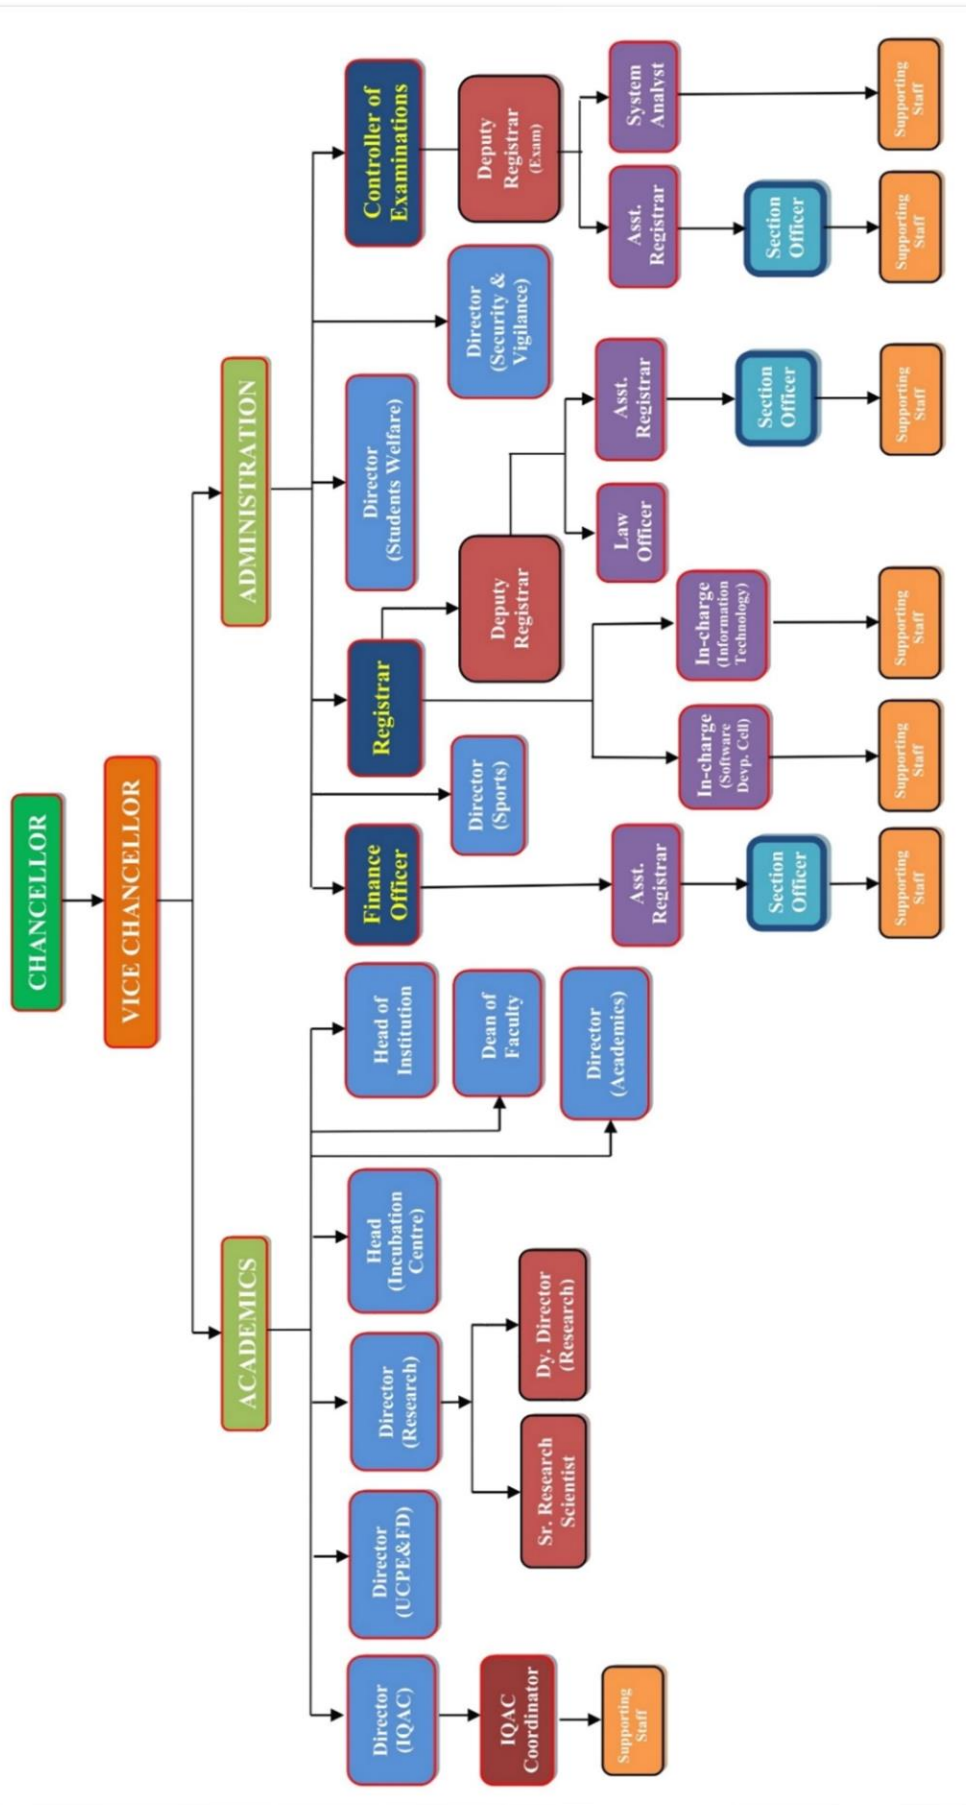 CHANCELLOR
VICE CHANCELLOR
ACADEMICS
ADMINISTRATION
Director
(IQAC)
Director
(UCPE&FD)
Director
(Research)
Head
(Incubation
Centre)
Head of
Institution
Dean of
Faculty
Director
(Academics)
IQAC
Coordinator
Supporting
Staff
Sr. Research
Scientist
Dy. Director
(Research)
Finance
Officer
Director
(Sports)
Registrar
Director
(Students Welfare)
Director
(Security &
Vigilance)
Controller of
Examinations
Deputy
Registrar
Deputy
Registrar
(Exam)
Asst.
Registrar
In-charge
(Software
Devp. Cell)
In-charge
(Information
Technology)
Law
Officer
Asst.
Registrar
Asst.
Registrar
System
Analyst
Section
Officer
Section
Officer
Section
Officer
Supporting
Staff
Supporting
Staff
Supporting
Staff
Supporting
Staff
Supporting
Staff
Supporting
Staff